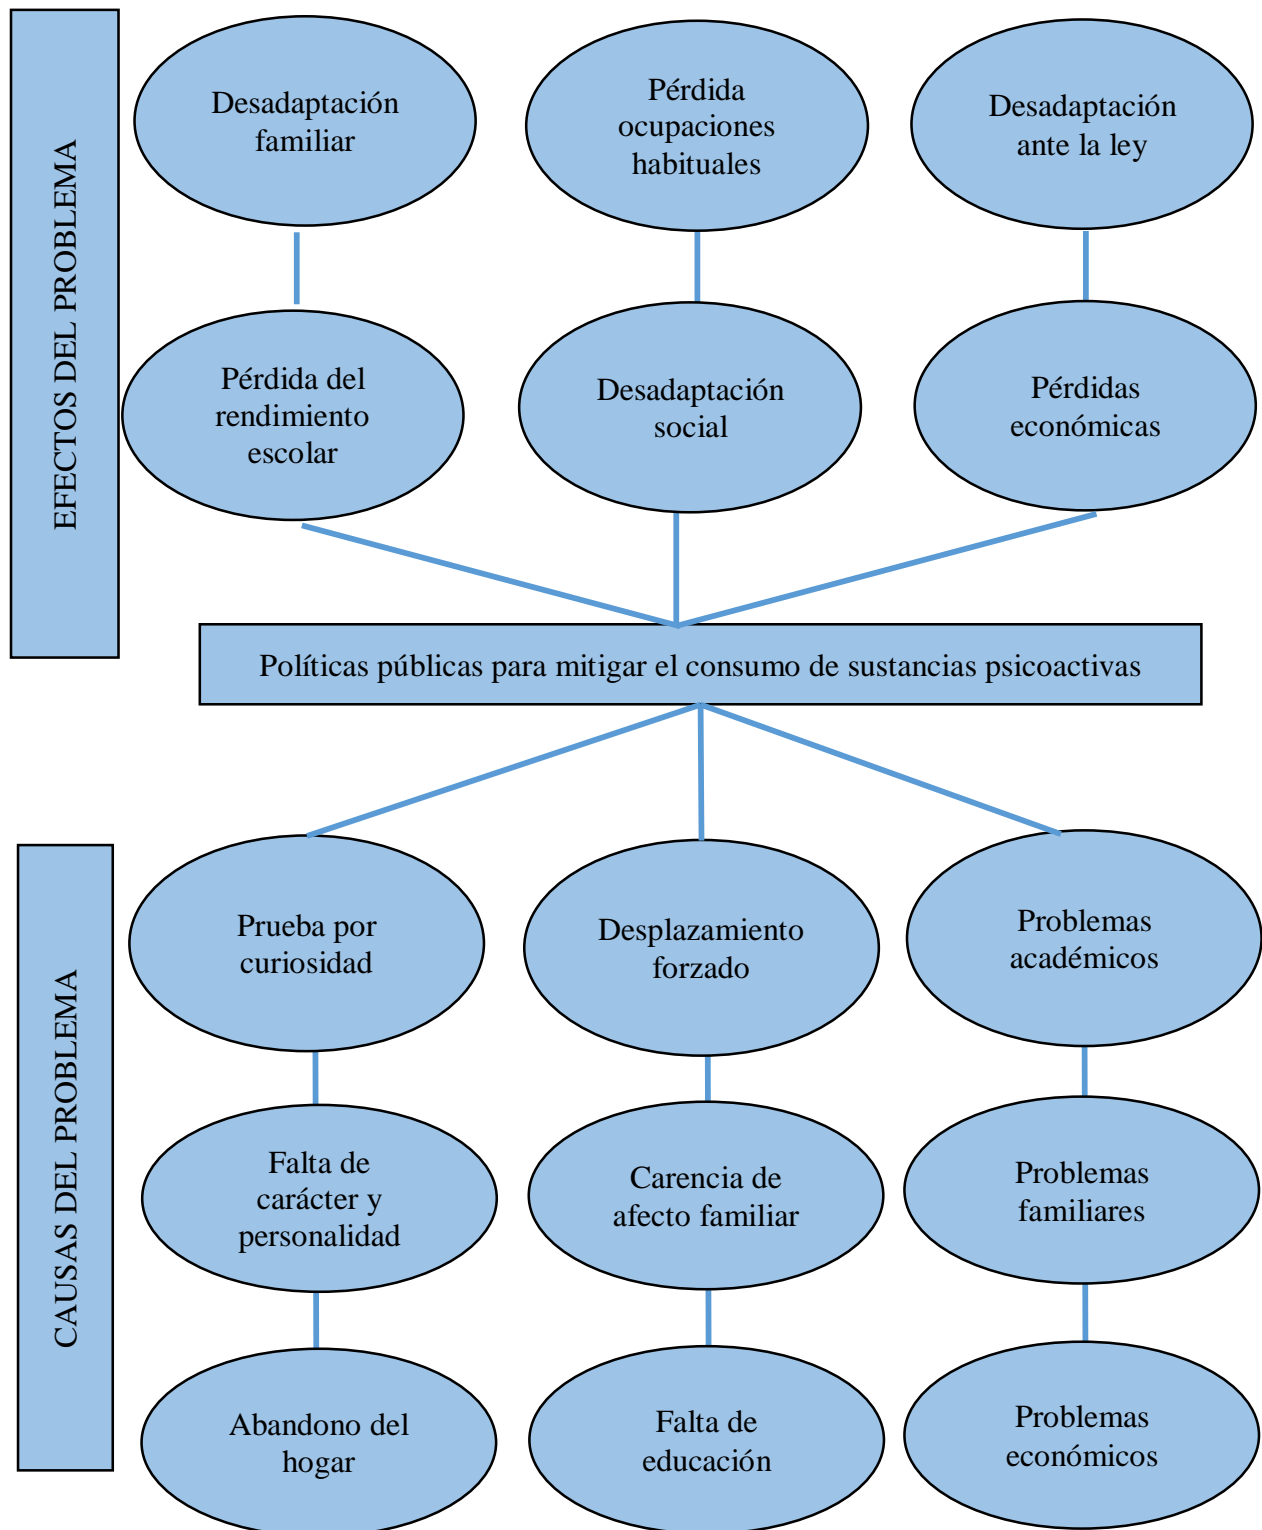 EFECTOS DEL PROBLEMA
Desadaptación
familiar
Pérdida
ocupaciones
habituales
Desadaptación
ante la ley
Pérdida del
rendimiento
escolar
Desadaptación
social
Pérdidas
económicas
Políticas públicas para mitigar el consumo de sustancias psicoactivas
CAUSAS DEL PROBLEMA
Prueba por
curiosidad
Desplazamiento
forzado
Problemas
académicos
Falta de
carácter y
personalidad
Carencia de
afecto familiar
Problemas
familiares
Abandono del
hogar
Falta de
educación
Problemas
económicos